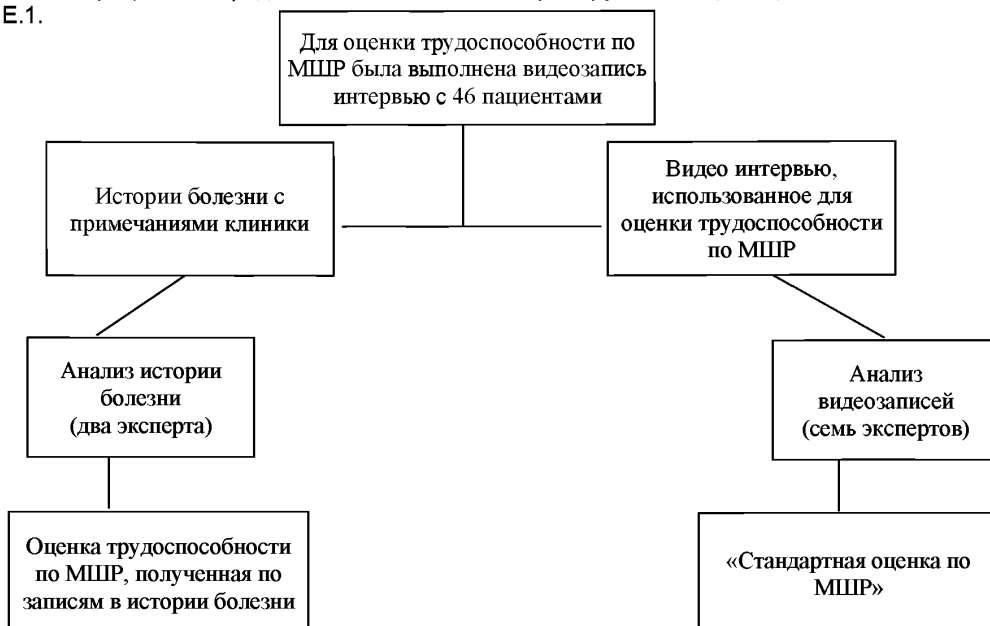 Е.1.
Для оценки трудоспособности по
МШР была выполнена видеозапись
интервью с 46 пациентами
Истории болезни с
примечаниями клиники
Видео интервью,
использованное для
оценки трудоспособности
по МШР
Анализ истории
болезни
(два эксперта)
Анализ
видеозаписей
(семь экспертов)
Оценка трудоспособности
по МШР, полученная по
записям в истории болезни
«Стандартная оценка по
МШР»